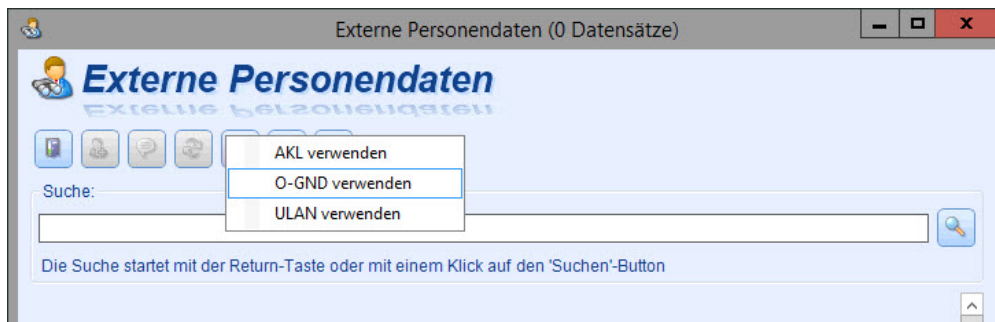 Externe Personendaten (0 Datensätze)
Externe Personendaten
AKL verwenden
O-GND verwenden
ULAN verwenden
Suche:
Die Suche startet mit der Return-Taste oder mit einem Klick auf den 'Suchen'-Button